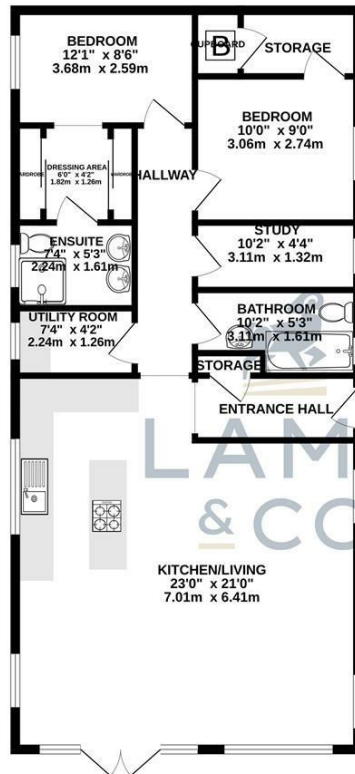 BEDROOM
12'1" x 8'6"
3.68m x 2.59m
CUPBOARD
B
STORAGE
BEDROOM
10'0" x 9'0"
3.06m x 2.74m
DRESSING AREA
6'0" x 4'2"
1.82m x 1.26m
HALLWAY
STUDY
10'2" x 4'4"
3.11m x 1.32m
ENSUITE
7'4" x 5'3"
2.24m x 1.61m
BATHROOM
10'2" x 5'3"
3.11m x 1.61m
UTILITY ROOM
7'4" x 4'2"
2.24m x 1.26m
STORAGE
ENTRANCE HALL
LAM
& CO
KITCHEN/LIVING
23'0" x 21'0"
7.01m x 6.41m